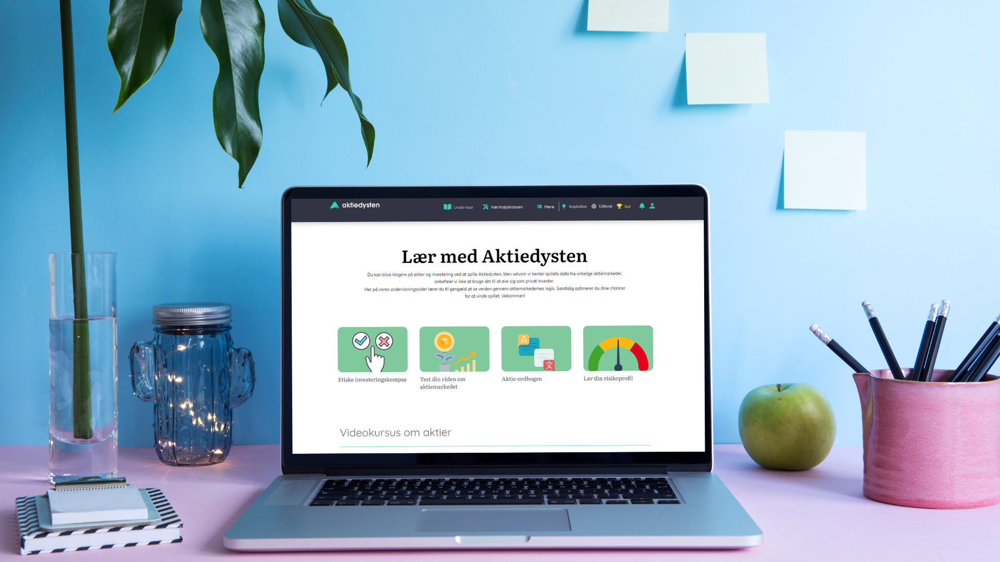 aktiedysten
Underviser
Værktøjskassen
Mere
Inspiration
Udforsk
Spil
Lær med Aktiedysten
Du kan blive klogere på aktier og investering ved at spille Aktiedysten. Men selvom vi henter spillets data fra virkelige aktiemarkeder,
anbefaler vi ikke at bruge det til at øve sig som privat investor.
Her på vores undervisningssider lærer du til gengæld at se verden gennem aktiemarkedernes logik. Samtidig optimerer du dine chancer
for at vinde spillet. Velkommen!
A
文
Etiske investeringskompas
Test din viden om
aktiemarkedet
Aktie-ordbogen
Lav din risikoprofil
Videokursus om aktier